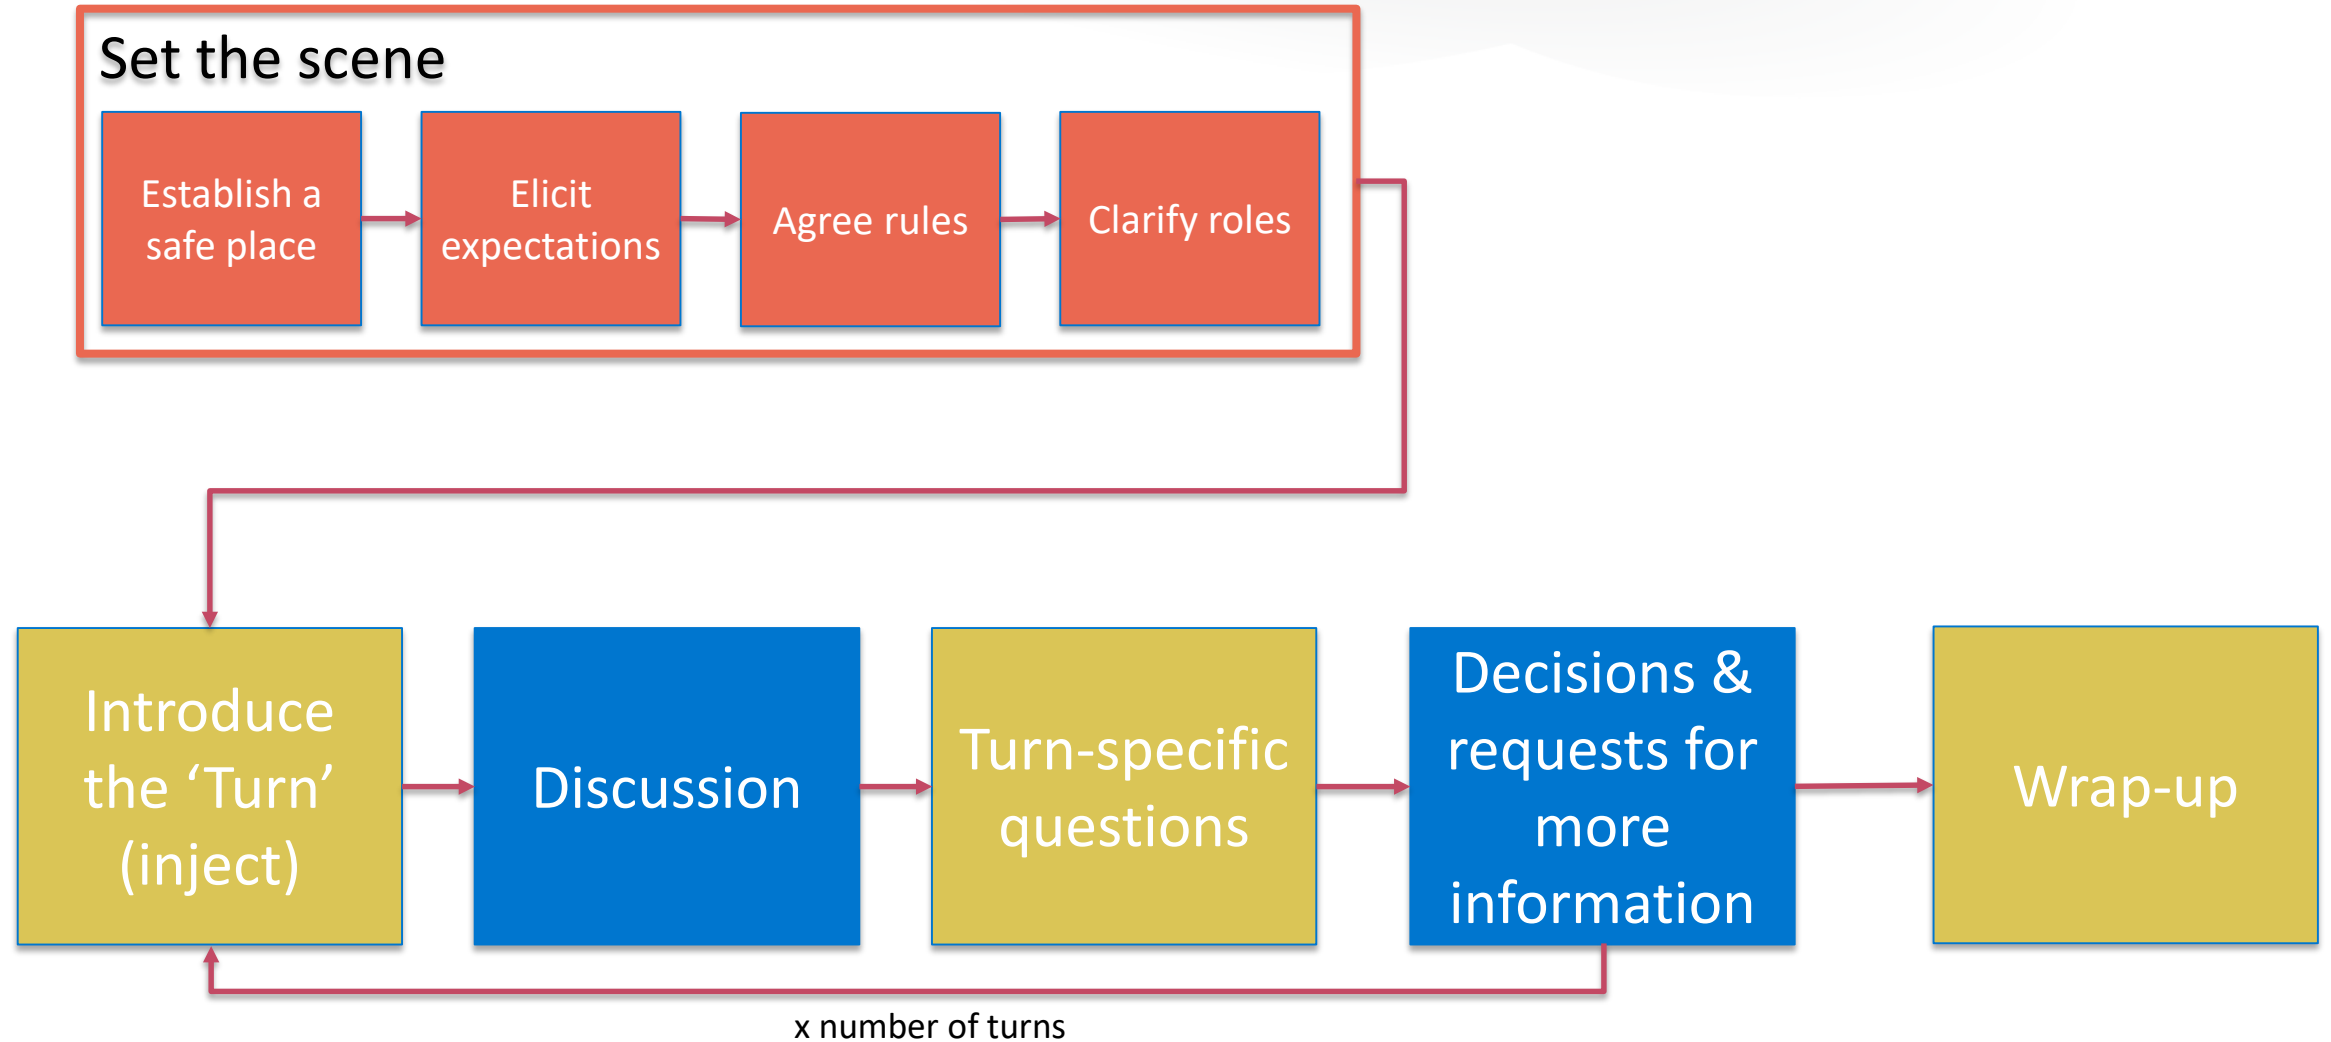 Set the scene
Establish a
safe place
Elicit
expectations
Agree rules
Clarify roles
Introduce
the ‘Turn’
(inject)
Discussion
Turn-specific
questions
Decisions &
requests for
more
information
Wrap-up
x number of turns